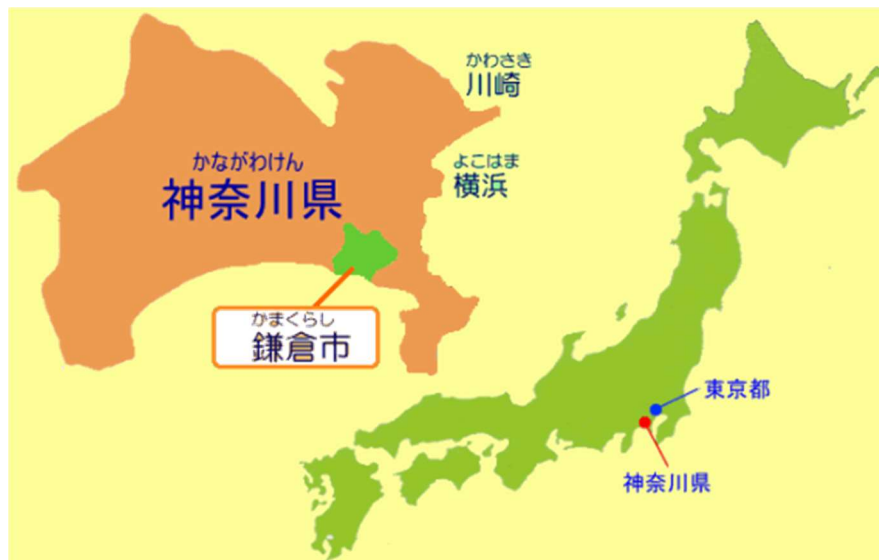 かわさき
川崎
よこはま
横浜
かながわけん
神奈川県
かまくらし
鎌倉市
東京都
神奈川県